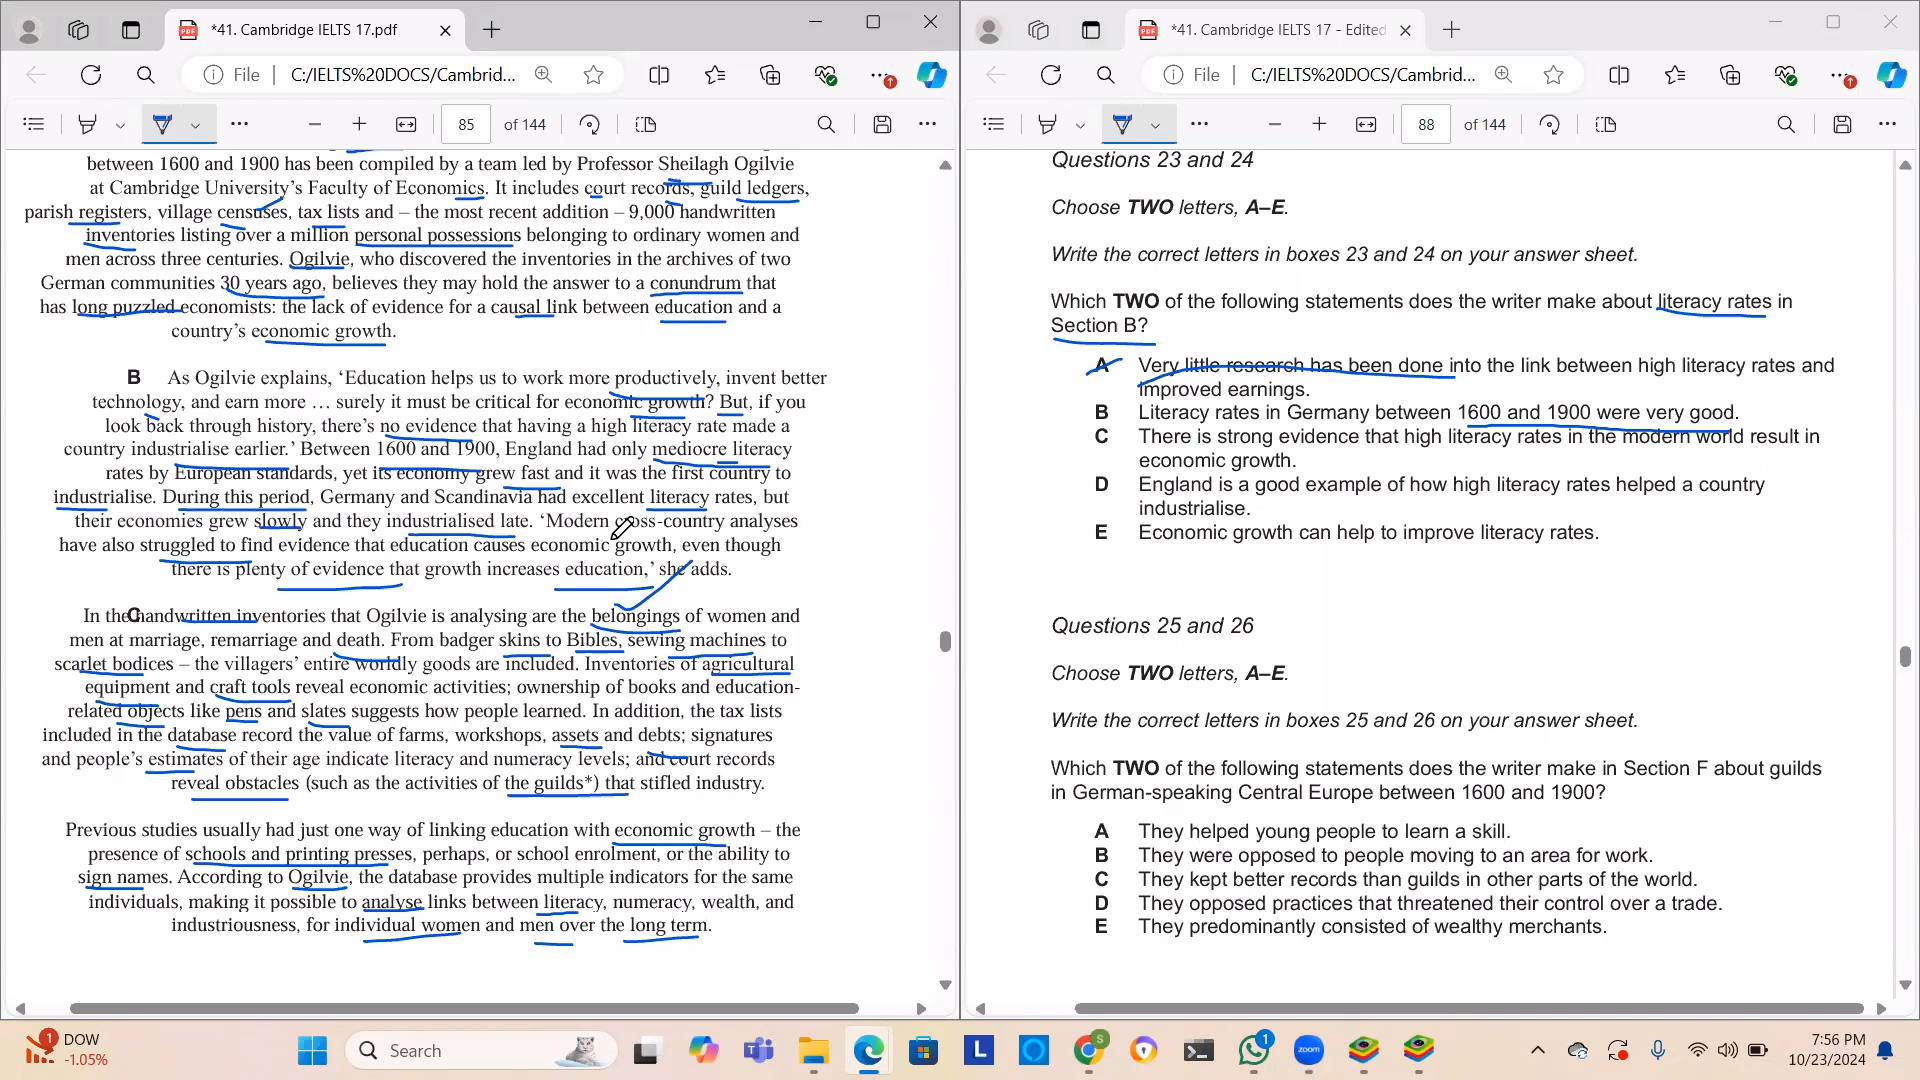 *41. Cambridge IELTS 17.pdf
File | C:/IELTS%20DOCS/Cambrid...
85 of 144
between 1600 and 1900 has been compiled by a team led by Professor Sheilagh Ogilvie
at Cambridge University's Faculty of Economics. It includes court records, guild ledgers,
parish registers, village censuses, tax lists and – the most recent addition – 9,000 handwritten
inventories listing over a million personal possessions belonging to ordinary women and
men across three centuries. Ogilvie, who discovered the inventories in the archives of two
German communities 30 years ago, believes they may hold the answer to a conundrum that
has long puzzled economists: the lack of evidence for a causal link between education and a
country's economic growth.
B As Ogilvie explains, 'Education helps us to work more productively, invent better
technology, and earn more … surely it must be critical for economic growth? But, if you
look back through history, there's no evidence that having a high literacy rate made a
country industrialise earlier.' Between 1600 and 1900, England had only mediocre literacy
rates by European standards, yet its economy grew fast and it was the first country to
industrialise. During this period, Germany and Scandinavia had excellent literacy rates, but
their economies grew slowly and they industrialised late. 'Modern cross-country analyses
have also struggled to find evidence that education causes economic growth, even though
there is plenty of evidence that growth increases education,' she adds.
C
In the handwritten inventories that Ogilvie is analysing are the belongings of women and
men at marriage, remarriage and death. From badger skins to Bibles, sewing machines to
scarlet bodices – the villagers' entire worldly goods are included. Inventories of agricultural
equipment and craft tools reveal economic activities; ownership of books and education-
related objects like pens and slates suggests how people learned. In addition, the tax lists
included in the database record the value of farms, workshops, assets and debts; signatures
and people's estimates of their age indicate literacy and numeracy levels; and court records
reveal obstacles (such as the activities of the guilds*) that stifled industry.
Previous studies usually had just one way of linking education with economic growth – the
presence of schools and printing presses, perhaps, or school enrolment, or the ability to
sign names. According to Ogilvie, the database provides multiple indicators for the same
individuals, making it possible to analyse links between literacy, numeracy, wealth, and
industriousness, for individual women and men over the long term.
*41. Cambridge IELTS 17 - Edited
File | C:/IELTS%20DOCS/Cambrid...
88 of 144
Questions 23 and 24
Choose TWO letters, A–E.
Write the correct letters in boxes 23 and 24 on your answer sheet.
Which TWO of the following statements does the writer make about literacy rates in
Section B?
A Very little research has been done into the link between high literacy rates and
improved earnings.
B Literacy rates in Germany between 1600 and 1900 were very good.
C There is strong evidence that high literacy rates in the modern world result in
economic growth.
D England is a good example of how high literacy rates helped a country
industrialise.
E Economic growth can help to improve literacy rates.
Questions 25 and 26
Choose TWO letters, A–E.
Write the correct letters in boxes 25 and 26 on your answer sheet.
Which TWO of the following statements does the writer make in Section F about guilds
in German-speaking Central Europe between 1600 and 1900?
A They helped young people to learn a skill.
B They were opposed to people moving to an area for work.
C They kept better records than guilds in other parts of the world.
D They opposed practices that threatened their control over a trade.
E They predominantly consisted of wealthy merchants.
1 DOW
-1.05%
Search
L
S
1
zoom
7:56 PM
10/23/2024